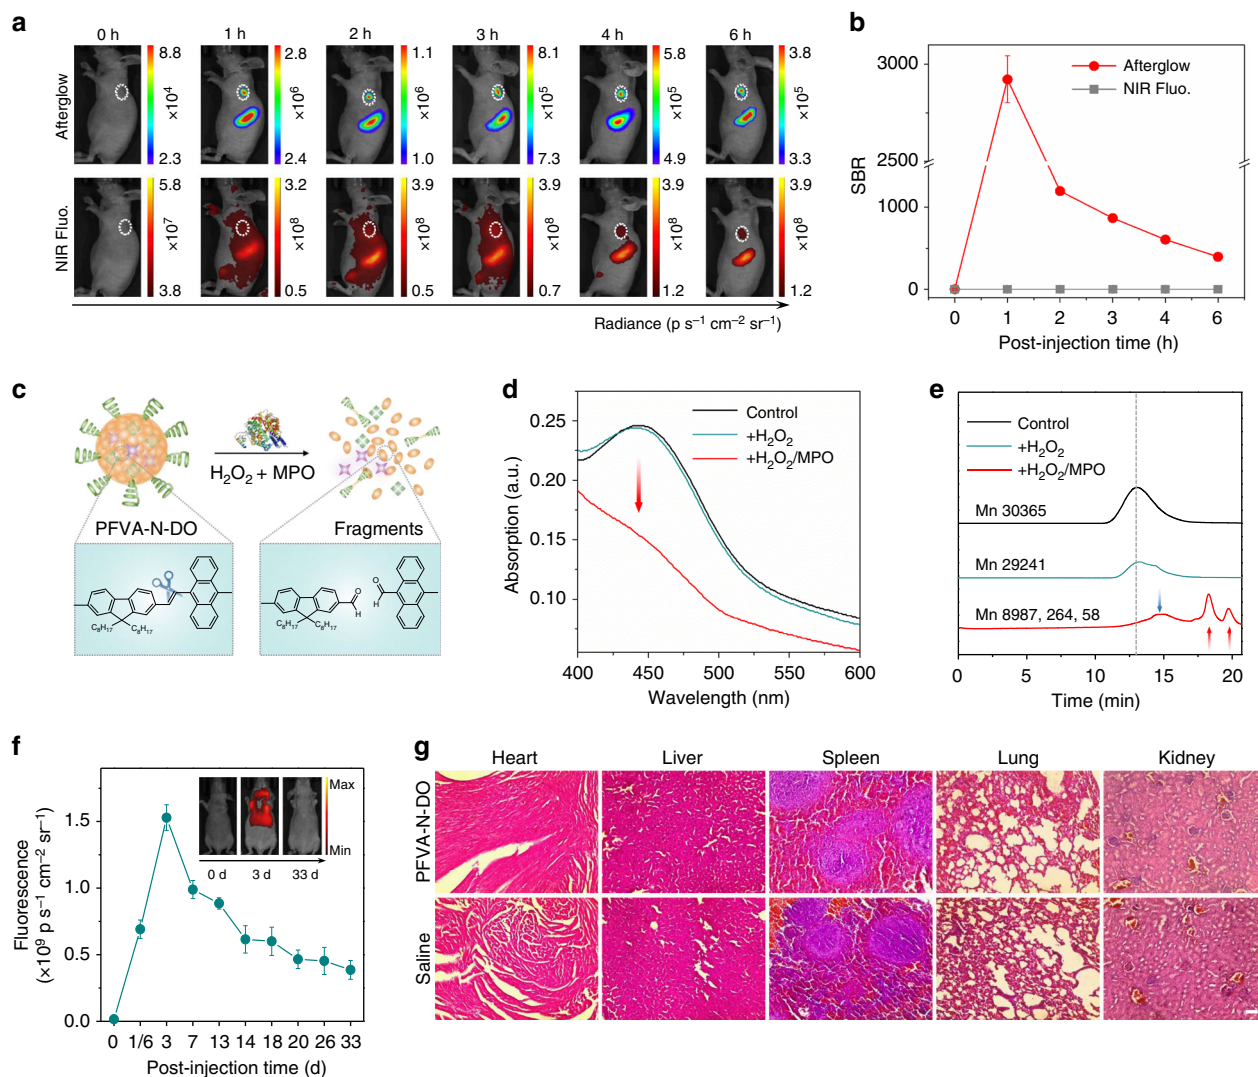 a
0 h 1 h 2 h 3 h 4 h 6 h
Afterglow
8.8 ×10⁴ 2.3
2.8 ×10⁶ 2.4
1.1 ×10⁶ 1.0
8.1 ×10⁵ 7.3
5.8 ×10⁵ 4.9
3.8 ×10⁵ 3.3
NIR Fluo.
5.8 ×10⁷ 3.8
3.2 ×10⁸ 0.5
3.9 ×10⁸ 0.5
3.9 ×10⁸ 0.7
3.9 ×10⁸ 1.2
3.9 ×10⁸ 1.2
Radiance (p s⁻¹ cm⁻² sr⁻¹)
b
SBR
3000
2500
1000
0
Afterglow
NIR Fluo.
0 1 2 3 4 6
Post-injection time (h)
c
H₂O₂ + MPO
PFVA-N-DO
Fragments
C₈H₁₇ C₈H₁₇
O H
O H
C₈H₁₇ C₈H₁₇
d
Absorption (a.u.)
0.25
0.20
0.15
0.10
Control
+H₂O₂
+H₂O₂/MPO
400 450 500 550 600
Wavelength (nm)
e
Control
+H₂O₂
+H₂O₂/MPO
Mn 30365
Mn 29241
Mn 8987, 264, 58
0 5 10 15 20
Time (min)
f
Fluorescence
(×10⁹ p s⁻¹ cm⁻² sr⁻¹)
1.5
1.0
0.5
0.0
Max
Min
0 d 3 d 33 d
0 1/6 3 7 13 14 18 20 26 33
Post-injection time (d)
g
Heart Liver Spleen Lung Kidney
PFVA-N-DO
Saline